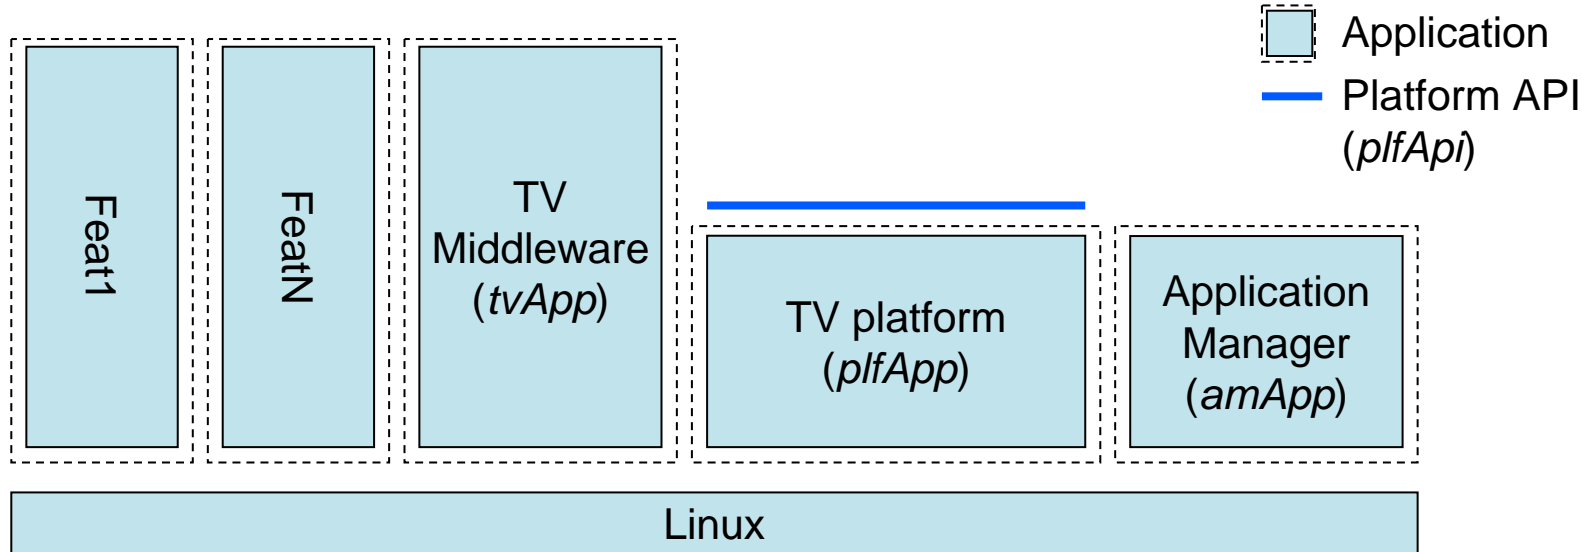 Application
Platform API
(plfApi)
Feat1
FeatN
TV
Middleware
(tvApp)
TV platform
(plfApp)
Application
Manager
(amApp)
Linux